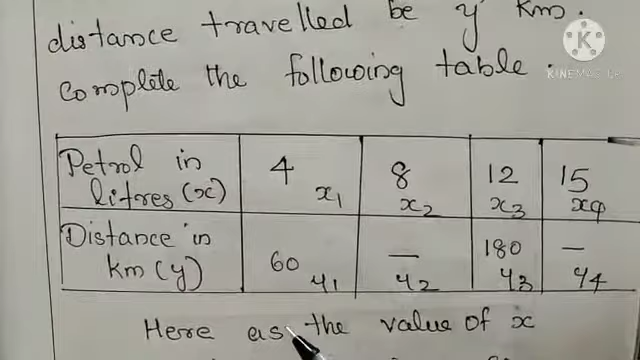 distance travelled be y km.
complete the following table.
K
KINEMASTER
Petrol in litres (x) 4 x1 8 x2 12 x3 15 x4
Distance in km (y) 60 y1 — y2 180 y3 — y4
Here as the value of x